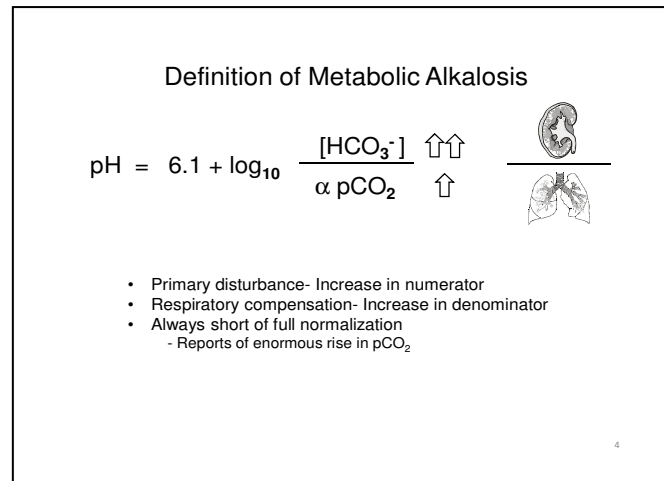 Definition of Metabolic Alkalosis
[HCO₃⁻] ⇧⇧
pH = 6.1 + log₁₀
α pCO₂ ⇧
• Primary disturbance- Increase in numerator
• Respiratory compensation- Increase in denominator
• Always short of full normalization
- Reports of enormous rise in pCO₂
4